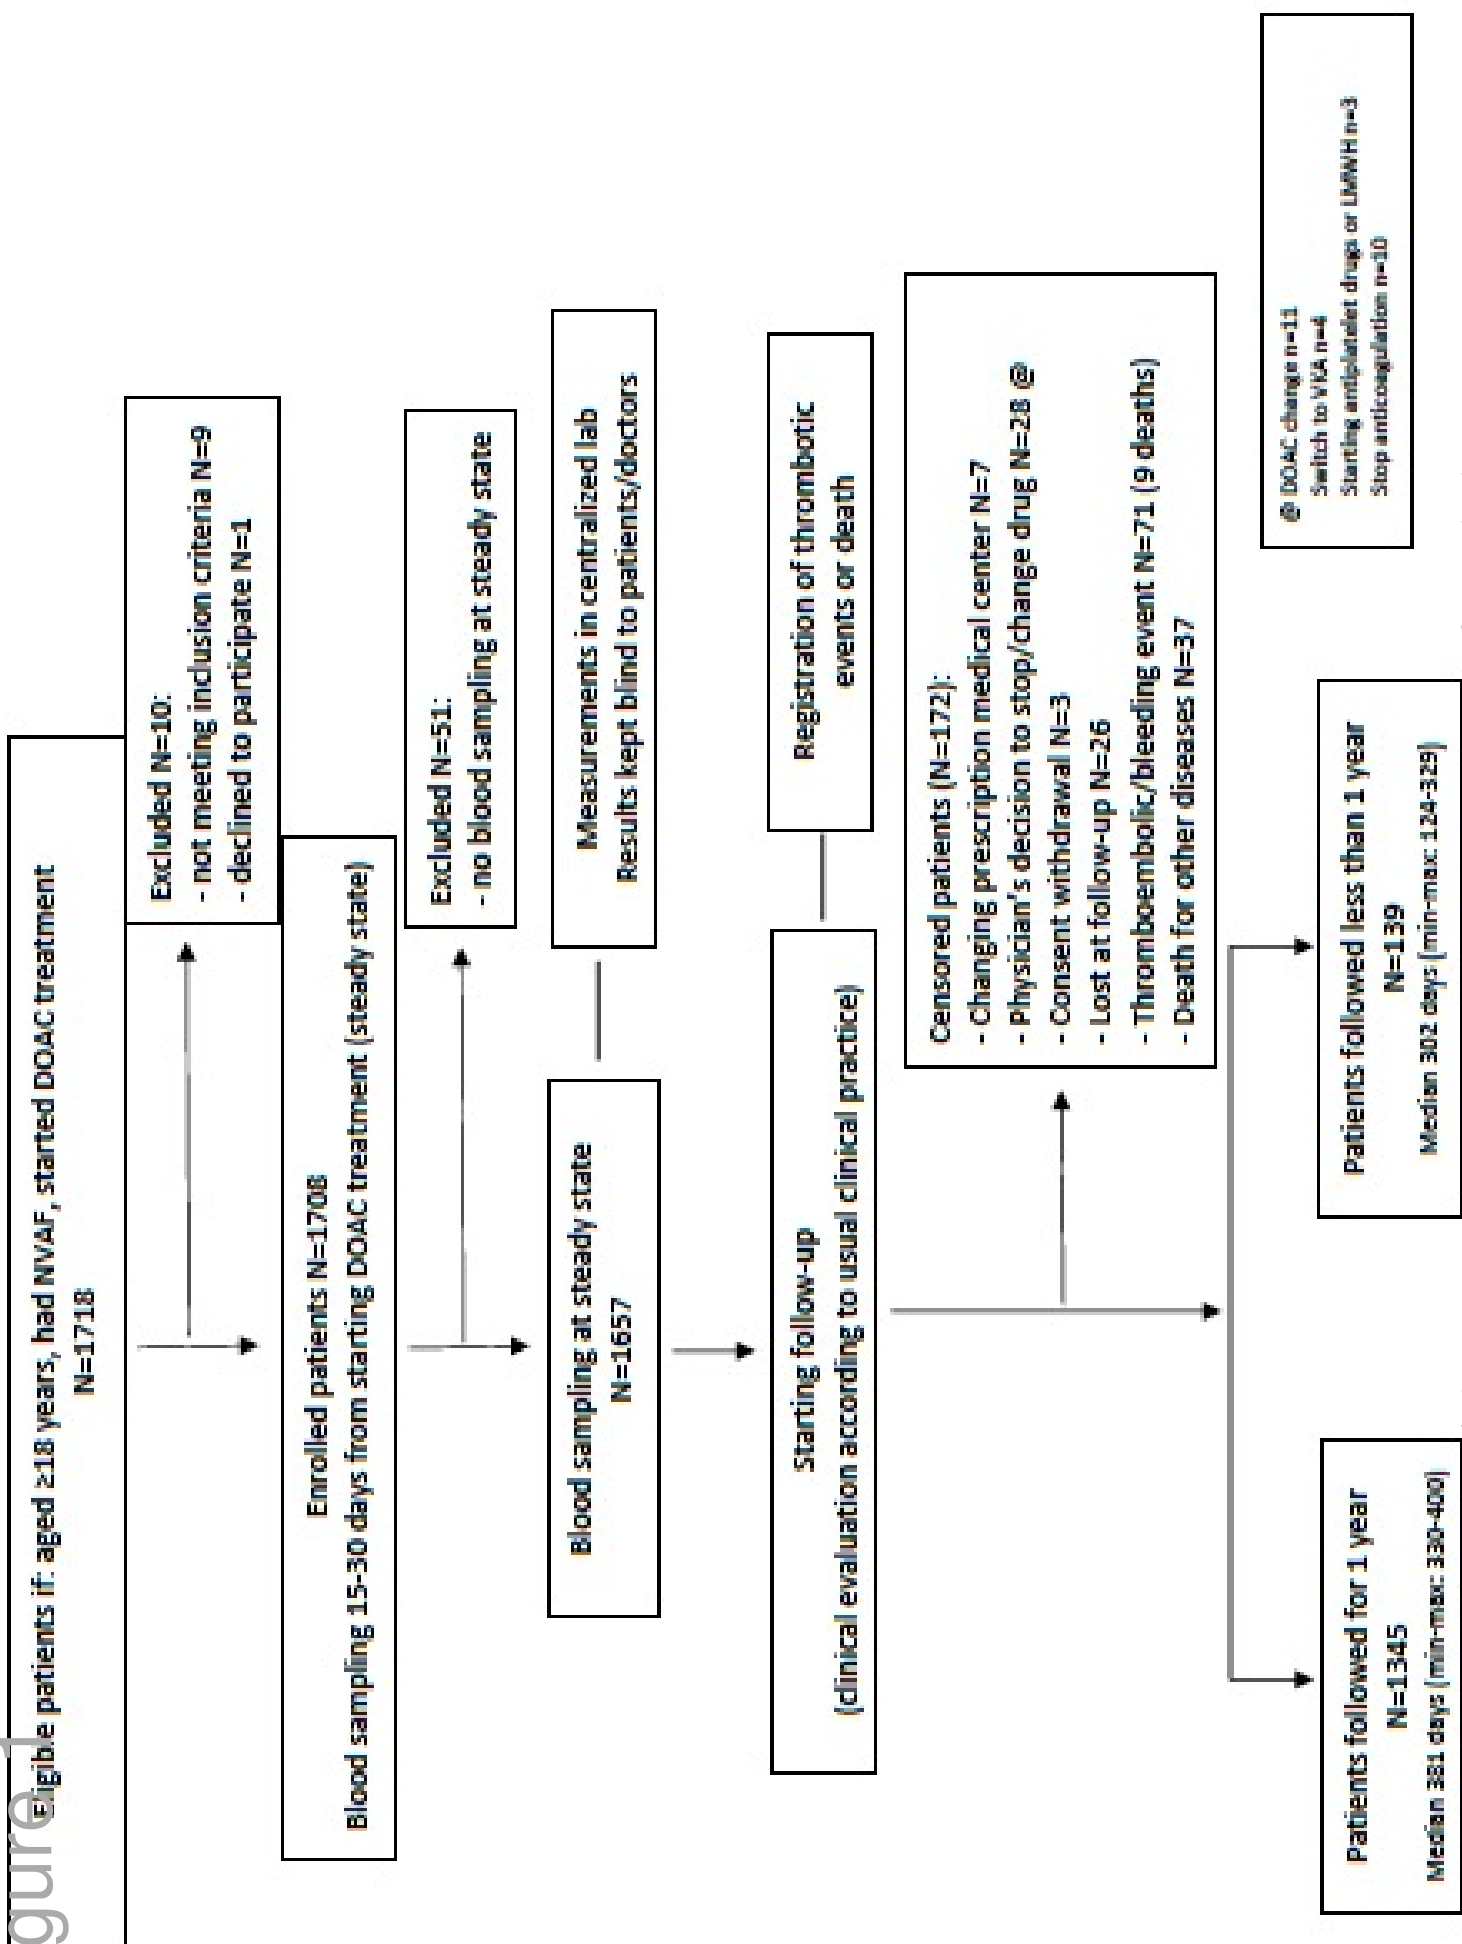 gure 1
Eligible patients if: aged ≥18 years, had NVAF, started DOAC treatment
N=1718
Excluded N=10:
- not meeting inclusion criteria N=9
- declined to participate N=1
Enrolled patients N=1708
Blood sampling 15-30 days from starting DOAC treatment (steady state)
Excluded N=51:
- no blood sampling at steady state
Blood sampling at steady state
N=1657
Measurements in centralized lab
Results kept blind to patients/doctors
Starting follow-up
(clinical evaluation according to usual clinical practice)
Registration of thrombotic
events or death
Censored patients (N=172):
- Changing prescription medical center N=7
- Physician's decision to stop/change drug N=28 @
- Consent withdrawal N=3
- Lost at follow-up N=26
- Thromboembolic/bleeding event N=71 (9 deaths)
- Death for other diseases N=37
Patients followed for 1 year
N=1345
Median 381 days (min-max: 330-400)
Patients followed less than 1 year
N=139
Median 302 days (min-max: 124-329)
@ DOAC change n=11
Switch to VKA n=4
Starting antiplatelet drugs or LMWH n=3
Stop anticoagulation n=10